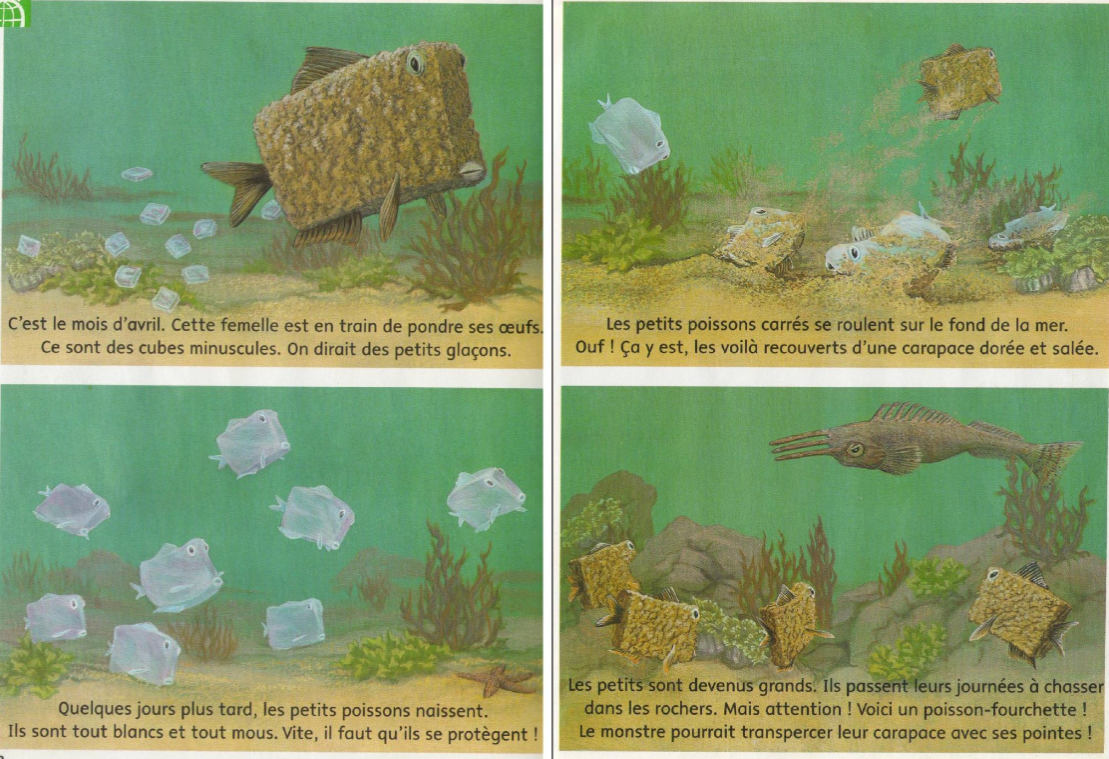 C'est le mois d'avril. Cette femelle est en train de pondre ses œufs.
Ce sont des cubes minuscules. On dirait des petits glaçons.
Quelques jours plus tard, les petits poissons naissent.
Ils sont tout blancs et tout mous. Vite, il faut qu'ils se protègent !
Les petits poissons carrés se roulent sur le fond de la mer.
Ouf ! Ça y est, les voilà recouverts d'une carapace dorée et salée.
Les petits sont devenus grands. Ils passent leurs journées à chasser
dans les rochers. Mais attention ! Voici un poisson-fourchette !
Le monstre pourrait transpercer leur carapace avec ses pointes !